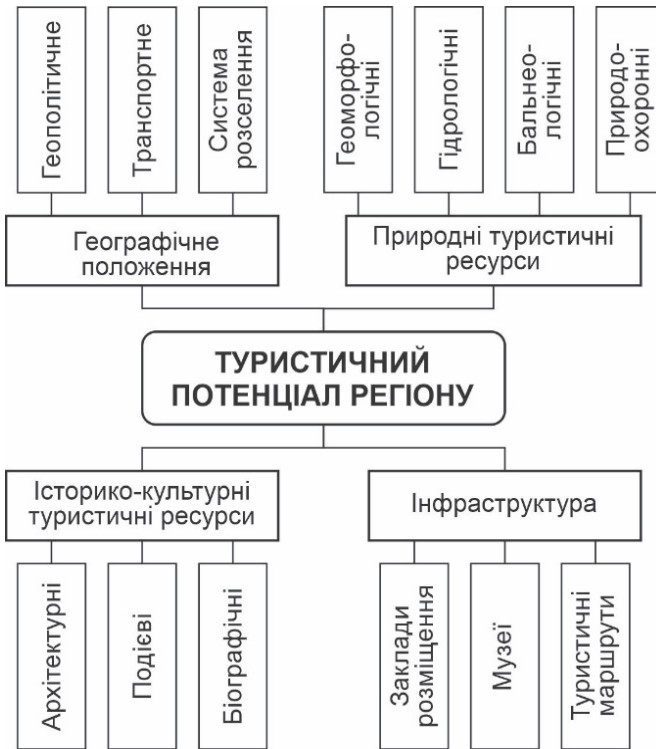 Геополітичне
Транспортне
Система
розселення
Геоморфо-
логічні
Гідрологічні
Бальнео-
логічні
Природо-
охоронні
Географічне
положення
Природні туристичні
ресурси
ТУРИСТИЧНИЙ
ПОТЕНЦІАЛ РЕГІОНУ
Історико-культурні
туристичні ресурси
Інфраструктура
Архітектурні
Подієві
Біографічні
Заклади
розміщення
Музеї
Туристичні
маршрути